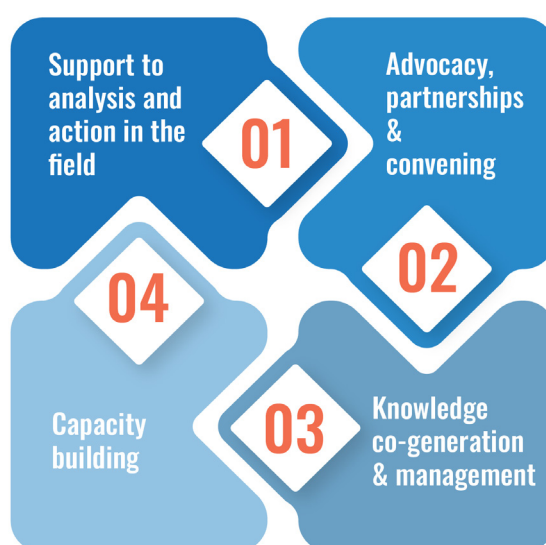 Support to
analysis and
action in the
field
01
Advocacy,
partnerships
&
convening
02
Knowledge
co-generation
& management
03
Capacity
building
04